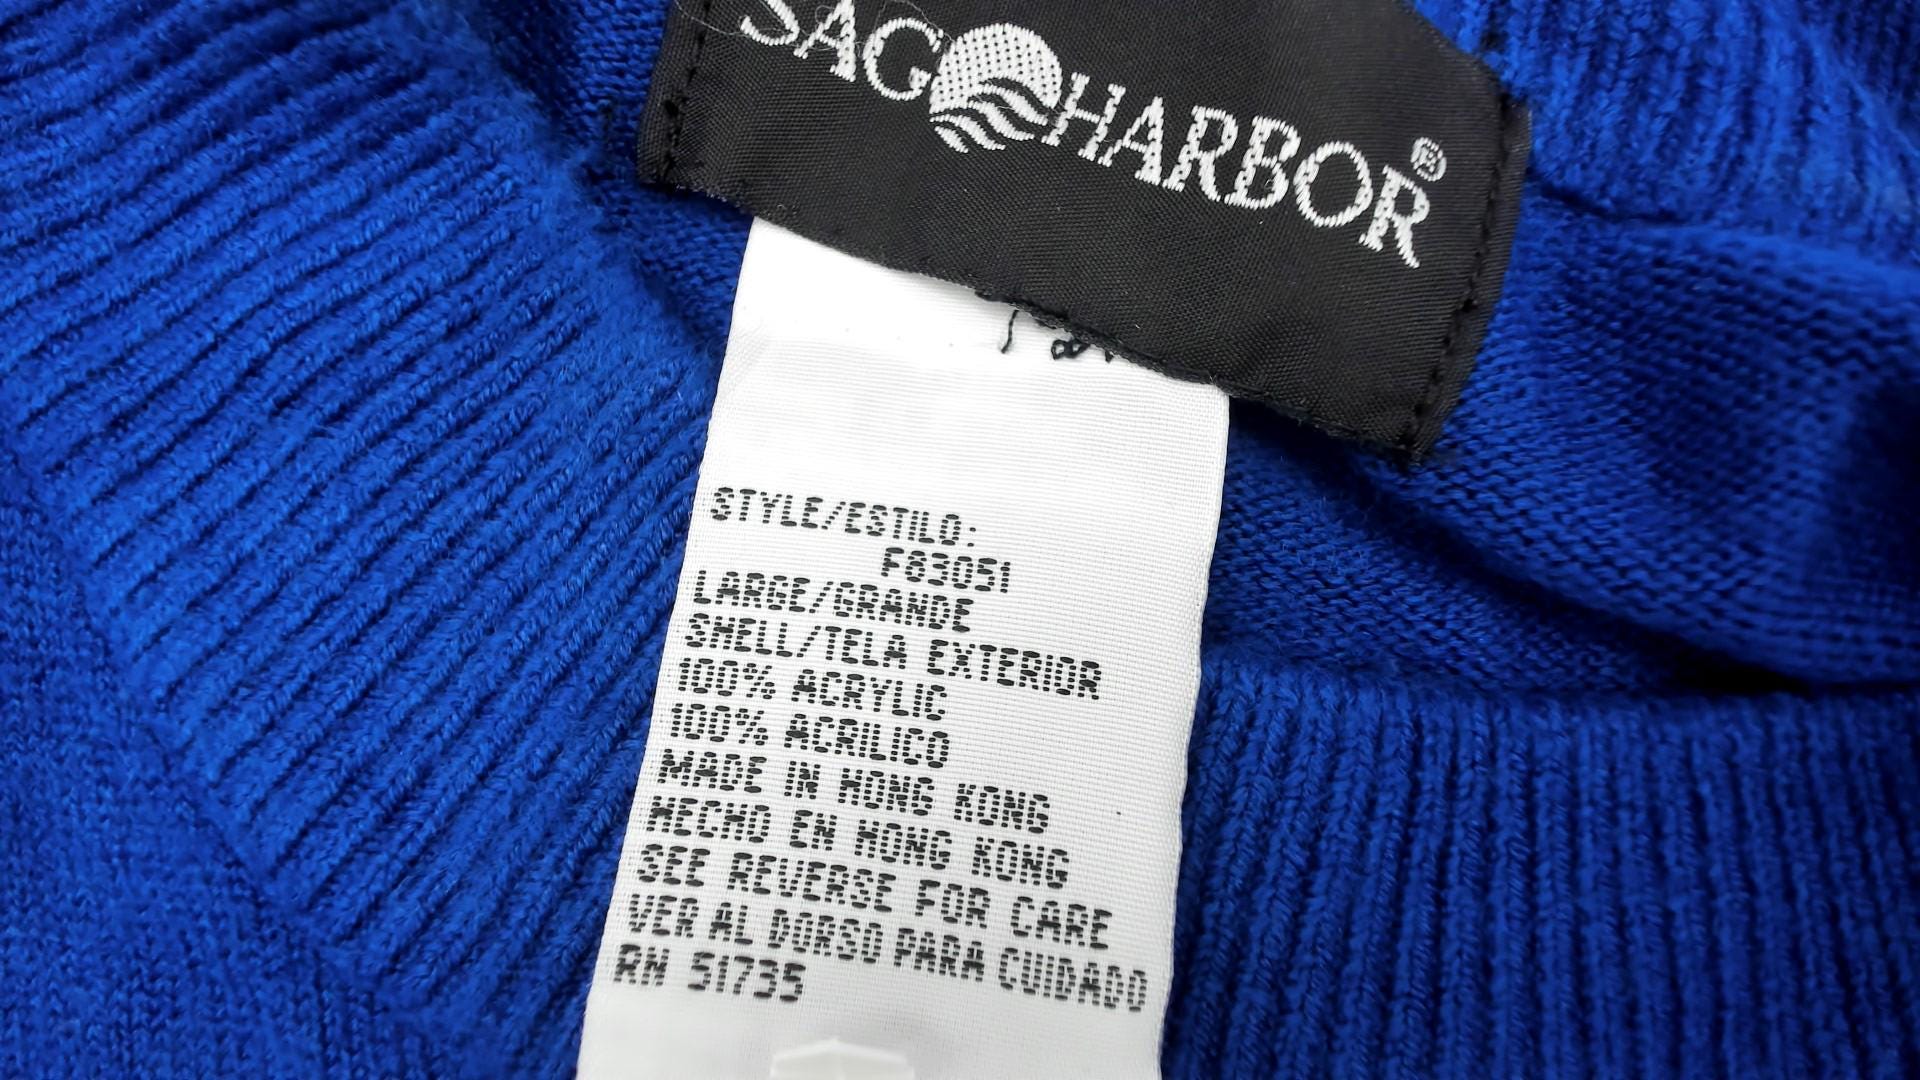 SAG HARBOR®
STYLE/ESTILO:
F83051
LARGE/GRANDE
SHELL/TELA EXTERIOR
100% ACRYLIC
100% ACRILICO
MADE IN HONG KONG
HECHO EN HONG KONG
SEE REVERSE FOR CARE
VER AL DORSO PARA CUIDADO
RN 51735